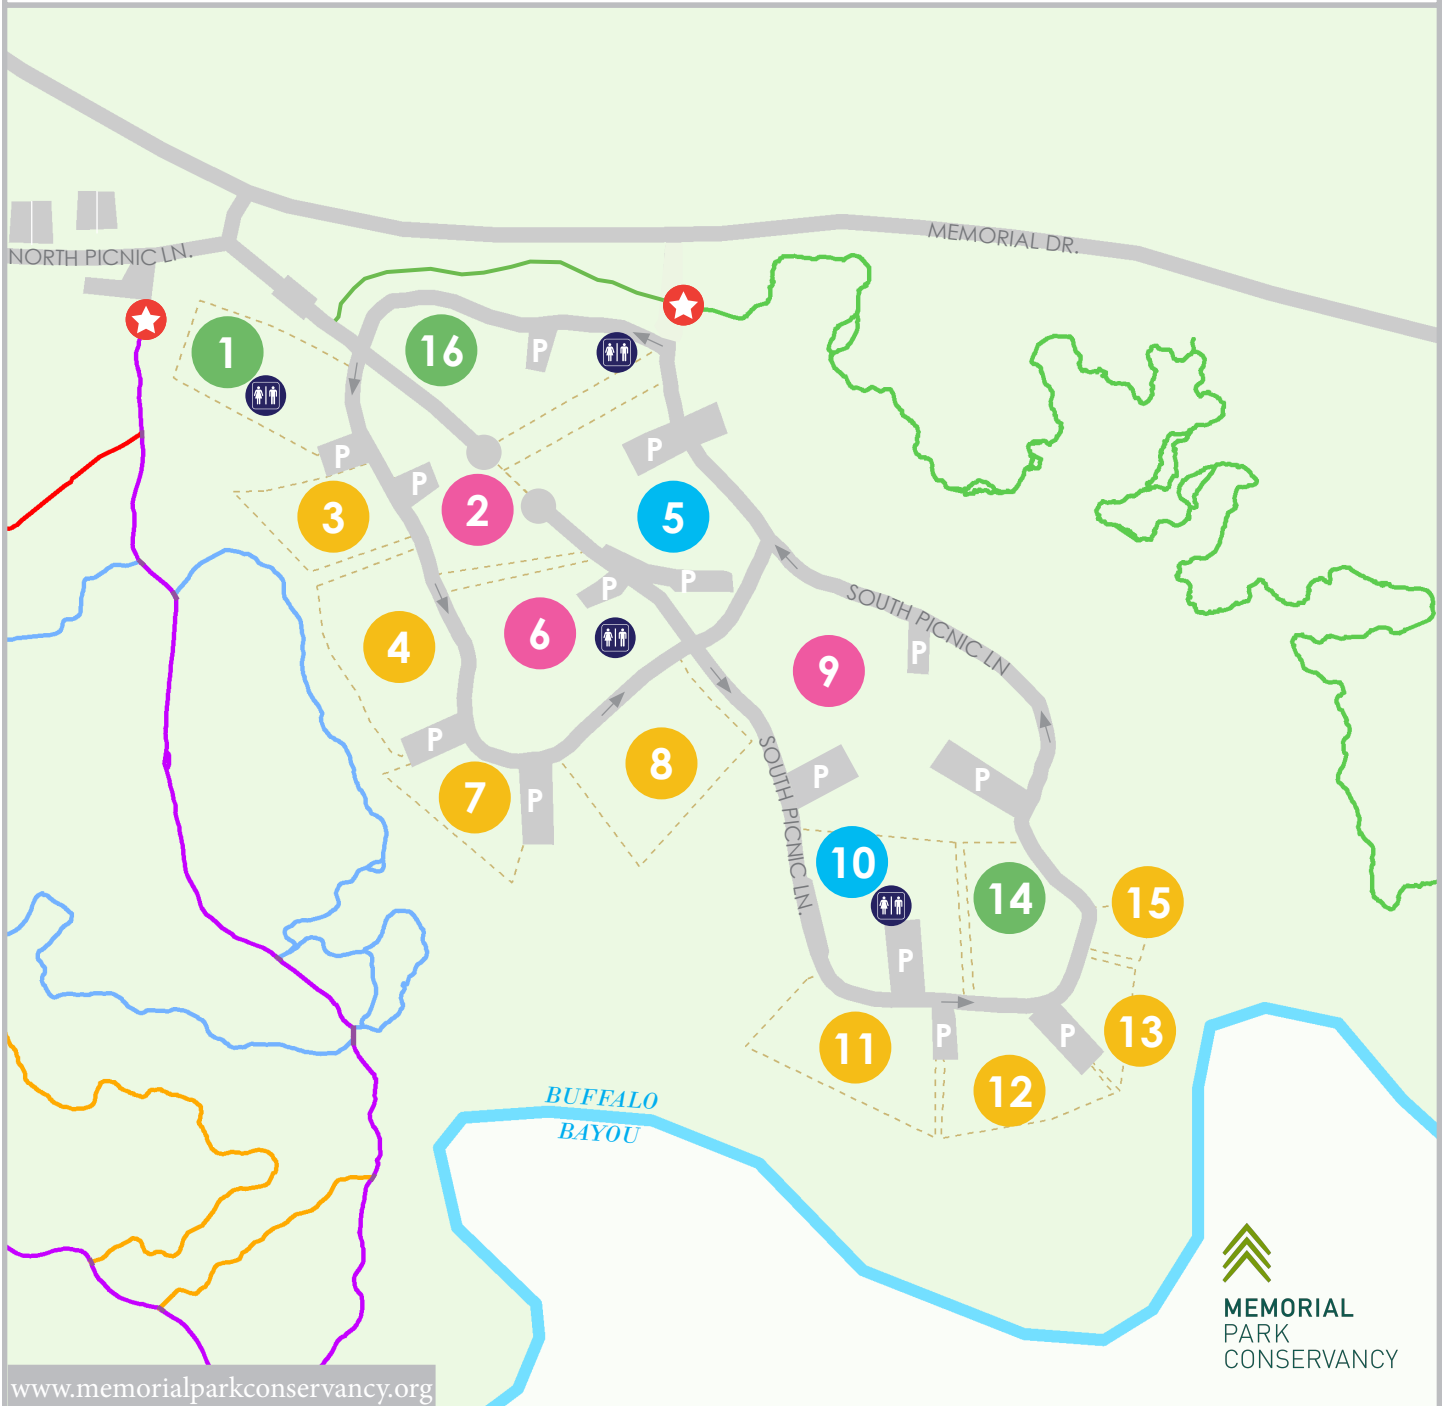 MEMORIAL DR.
NORTH PICNIC LN.
1
16
P
P
P
P
3
2
5
P
P
SOUTH PICNIC LN
4
6
P
9
P
8
7
P
SOUTH PICNIC LN.
P
P
10
14
15
P
11
P
P
13
12
BUFFALO
BAYOU
MEMORIAL
PARK
CONSERVANCY
www.memorialparkconservancy.org